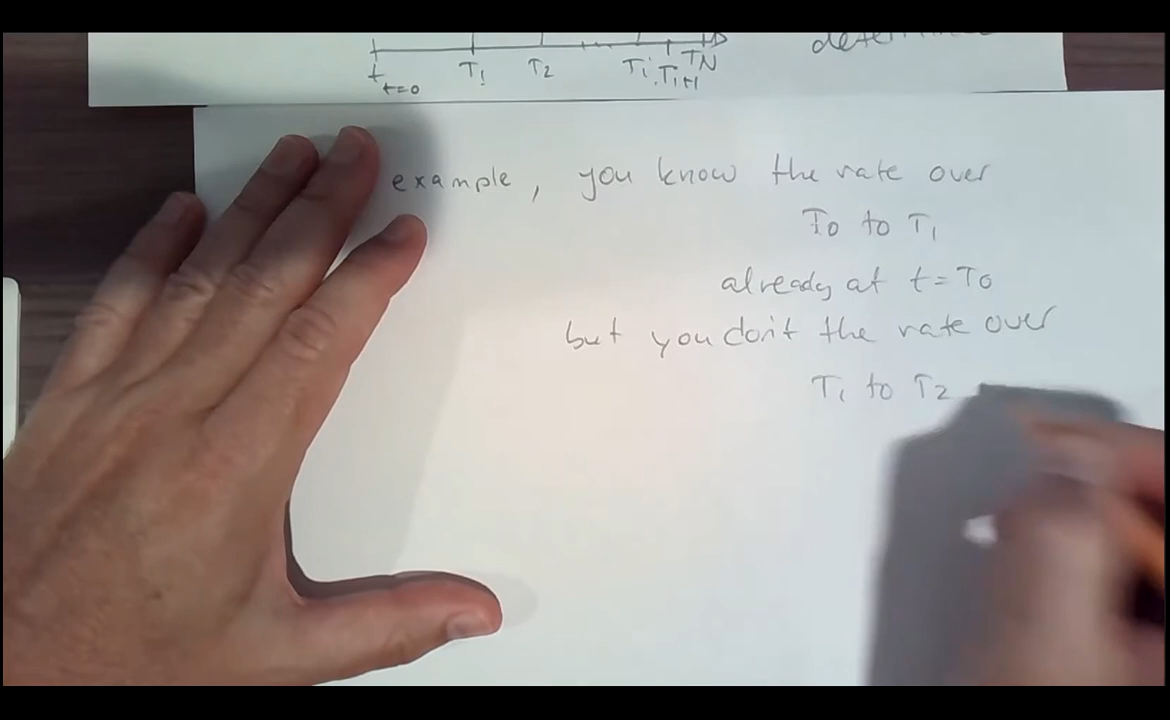 t T1 T2 Ti Ti+1 TN
t=0
example, you know the rate over
T0 to T1
already at t=T0
but you don't the rate over
T1 to T2